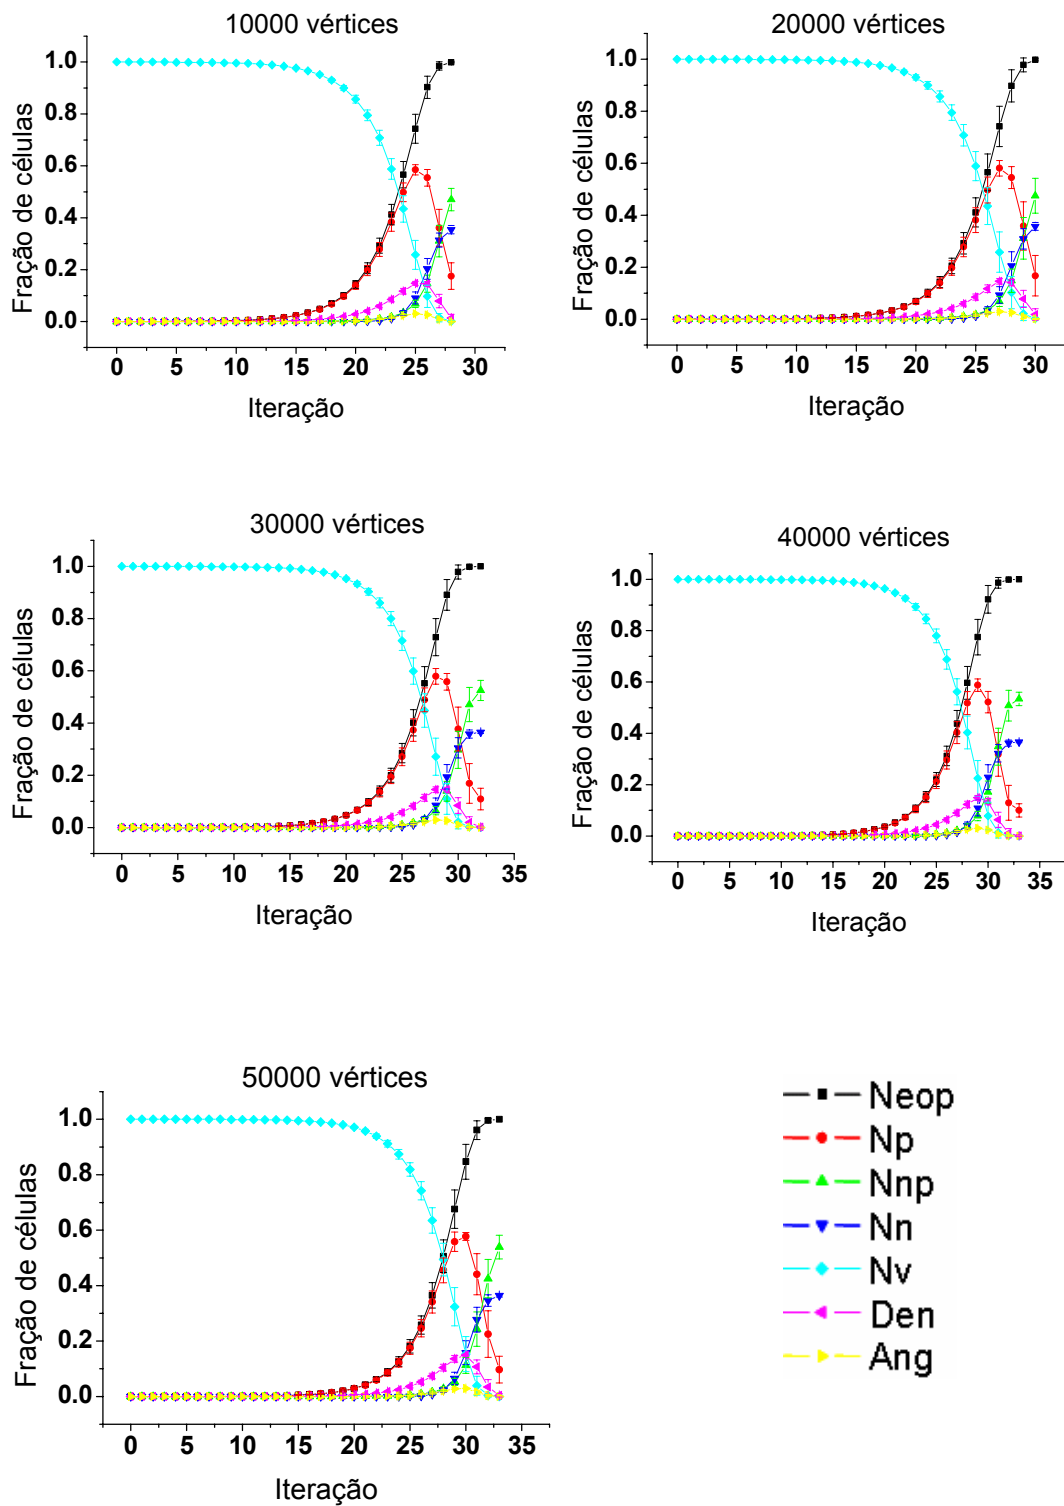 10000 vértices
1.0
0.8
0.6
0.4
0.2
0.0
Fração de células
0 5 10 15 20 25 30
Iteração
20000 vértices
1.0
0.8
0.6
0.4
0.2
0.0
Fração de células
0 5 10 15 20 25 30
Iteração
30000 vértices
1.0
0.8
0.6
0.4
0.2
0.0
Fração de células
0 5 10 15 20 25 30 35
Iteração
40000 vértices
1.0
0.8
0.6
0.4
0.2
0.0
Fração de células
0 5 10 15 20 25 30 35
Iteração
50000 vértices
1.0
0.8
0.6
0.4
0.2
0.0
Fração de células
0 5 10 15 20 25 30 35
Iteração
Neop
Np
Nnp
Nn
Nv
Den
Ang